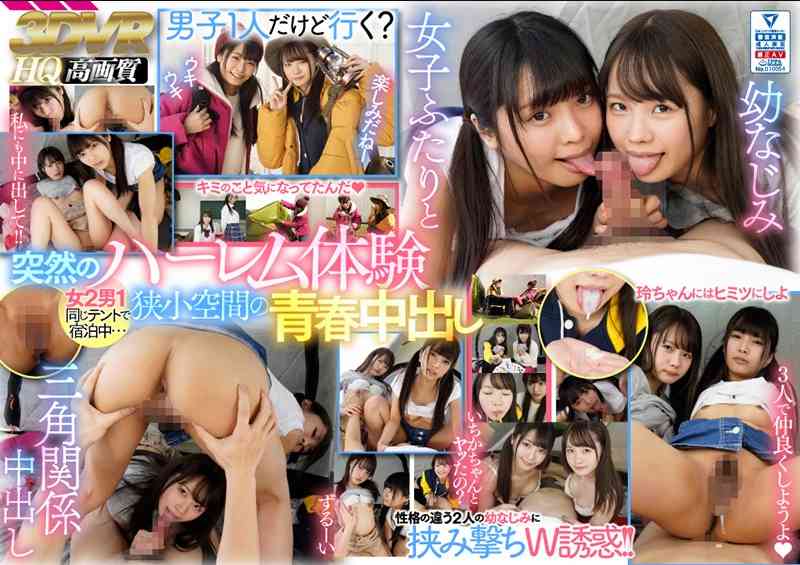 3DVR
HQ 高画質
男子1人だけど行く?
ウキ
ウキ
楽しみだねー
私にも中に出して!!
キミのこと気になってたんだ♥
女子ふたりと
幼なじみ
突然のハーレム体験
女2男1
同じテントで
宿泊中…
狭小空間の青春中出し
三角関係
中出し
ずるーい
いちかちゃんと
ヤッたの?
玲ちゃんにはヒミツにしよ
3人で仲良くしようよ♥
性格の違う2人の幼なじみに
挟み撃ちW誘惑!!